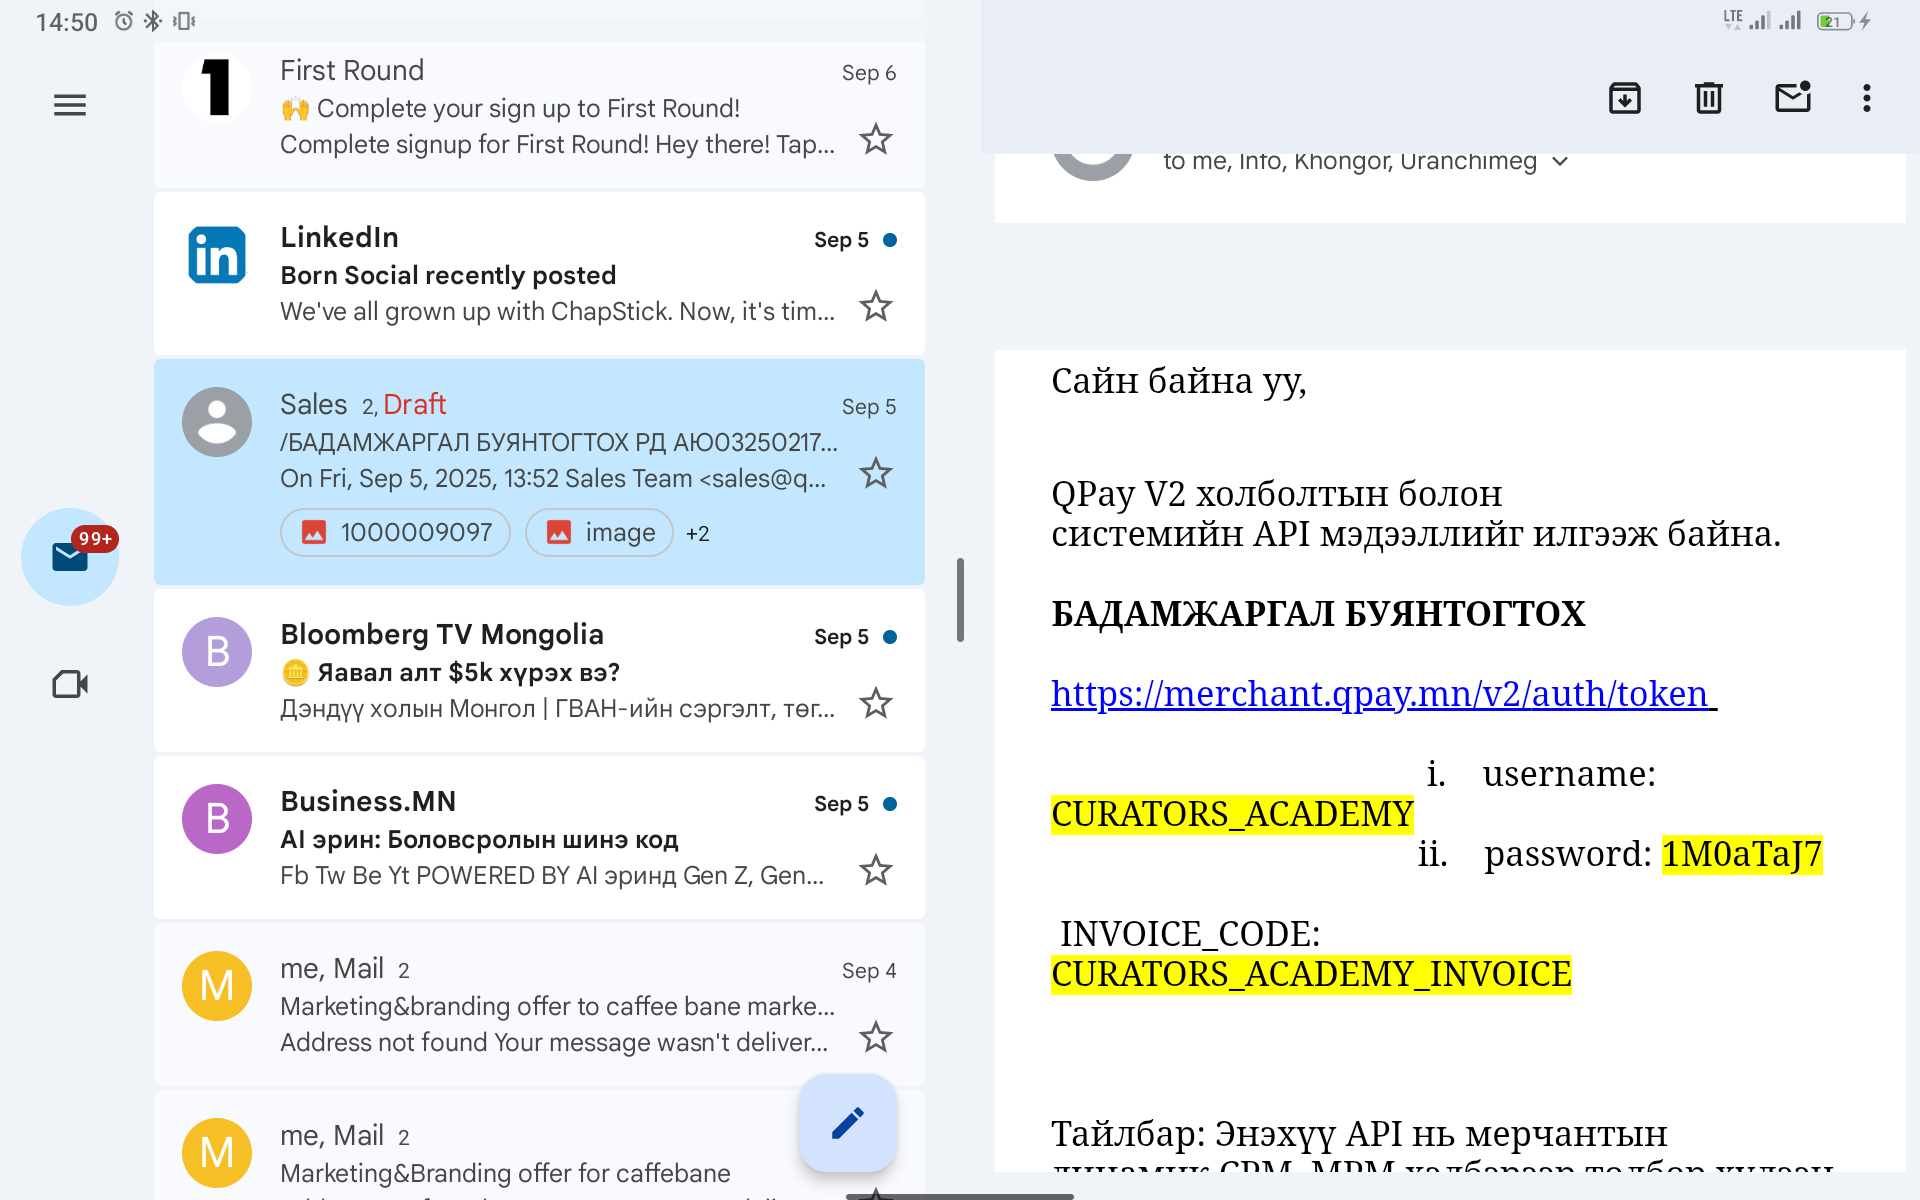 14:50
LTE
21
First Round
Sep 6
🙌 Complete your sign up to First Round!
Complete signup for First Round! Hey there! Tap...
LinkedIn
Sep 5
Born Social recently posted
We've all grown up with ChapStick. Now, it's tim...
Sales 2, Draft
Sep 5
/БАДАМЖАРГАЛ БУЯНТОГТОХ РД АЮ03250217...
On Fri, Sep 5, 2025, 13:52 Sales Team <sales@q...
1000009097
image
+2
99+
B
Bloomberg TV Mongolia
Sep 5
🪙 Яавал алт $5k хүрэх вэ?
Дэндүү холын Монгол | ГВАН-ийн сэргэлт, төг...
B
Business.MN
Sep 5
AI эрин: Боловсролын шинэ код
Fb Tw Be Yt POWERED BY AI эринд Gen Z, Gen...
M
me, Mail 2
Sep 4
Marketing&branding offer to caffee bane marke...
Address not found Your message wasn't deliver...
M
me, Mail 2
Marketing&Branding offer for caffebane
to me, Info, Khongor, Uranchimeg
Сайн байна уу,
QPay V2 холболтын болон
системийн API мэдээллийг илгээж байна.
БАДАМЖАРГАЛ БУЯНТОГТОХ
https://merchant.qpay.mn/v2/auth/token
i. username:
CURATORS_ACADEMY
ii. password: 1M0aTaJ7
INVOICE_CODE:
CURATORS_ACADEMY_INVOICE
Тайлбар: Энэхүү API нь мерчантын